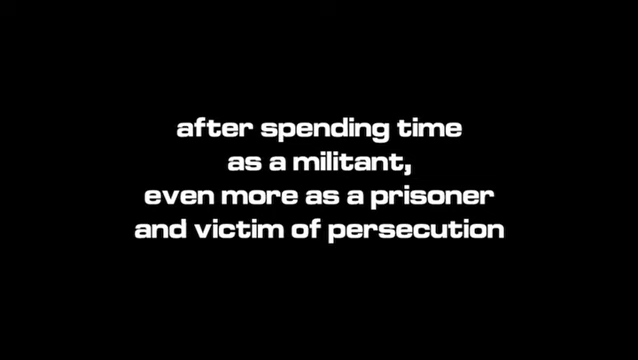 after spending time
as a militant,
even more as a prisoner
and victim of persecution